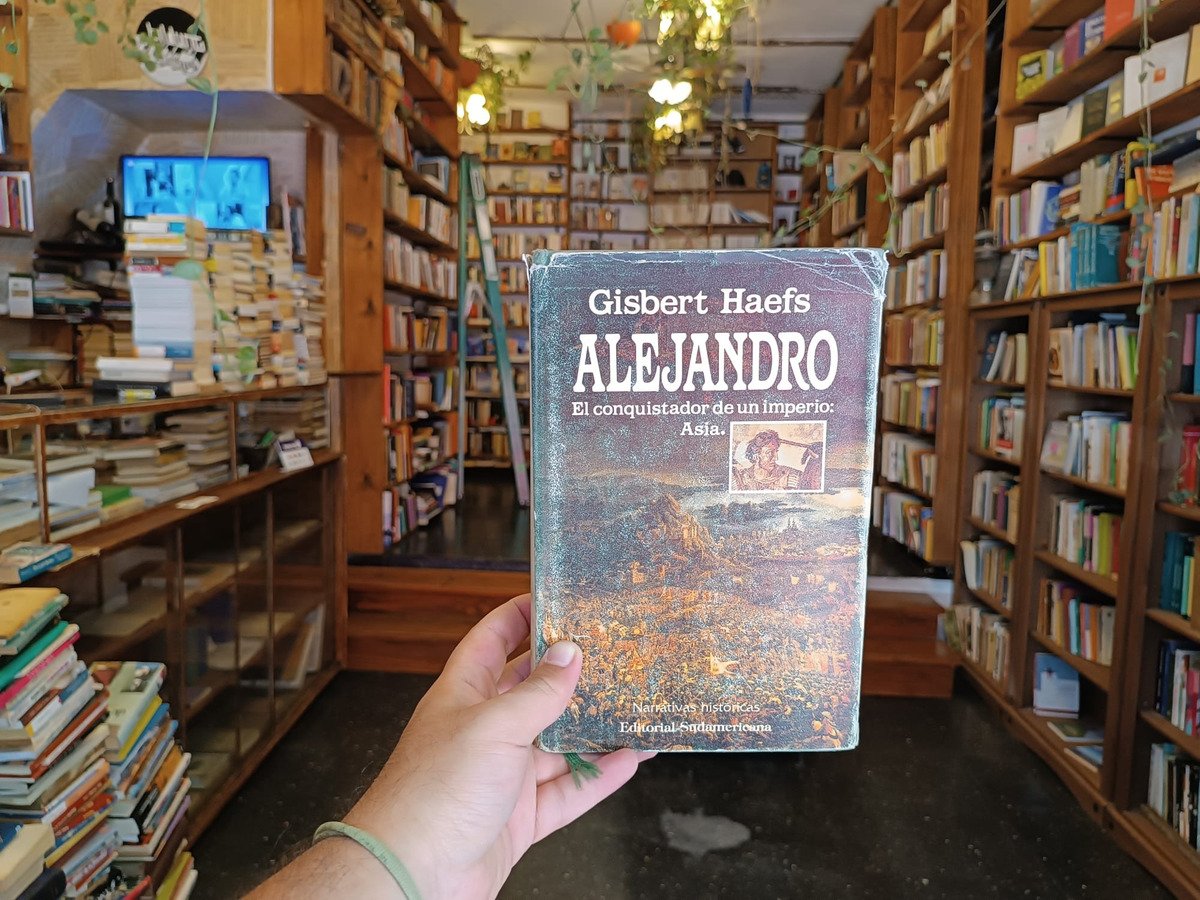 Gisbert Haefs
ALEJANDRO
El conquistador de un imperio:
Asia.
Narrativas históricas
Editorial Sudamericana